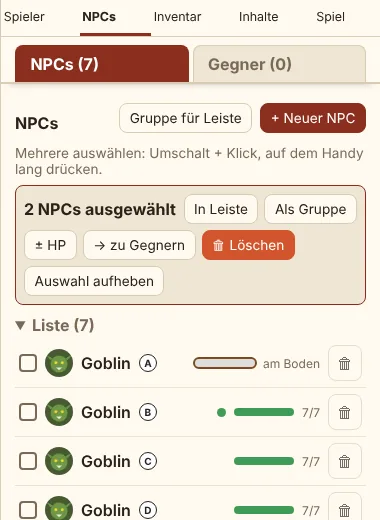 Spieler NPCs Inventar Inhalte Spiel
NPCs (7) Gegner (0)
NPCs Gruppe für Leiste + Neuer NPC
Mehrere auswählen: Umschalt + Klick, auf dem Handy
lang drücken.
2 NPCs ausgewählt In Leiste Als Gruppe
± HP → zu Gegnern 🗑 Löschen
Auswahl aufheben
▼ Liste (7)
Goblin A am Boden
Goblin B 7/7
Goblin C 7/7
Goblin D 7/7